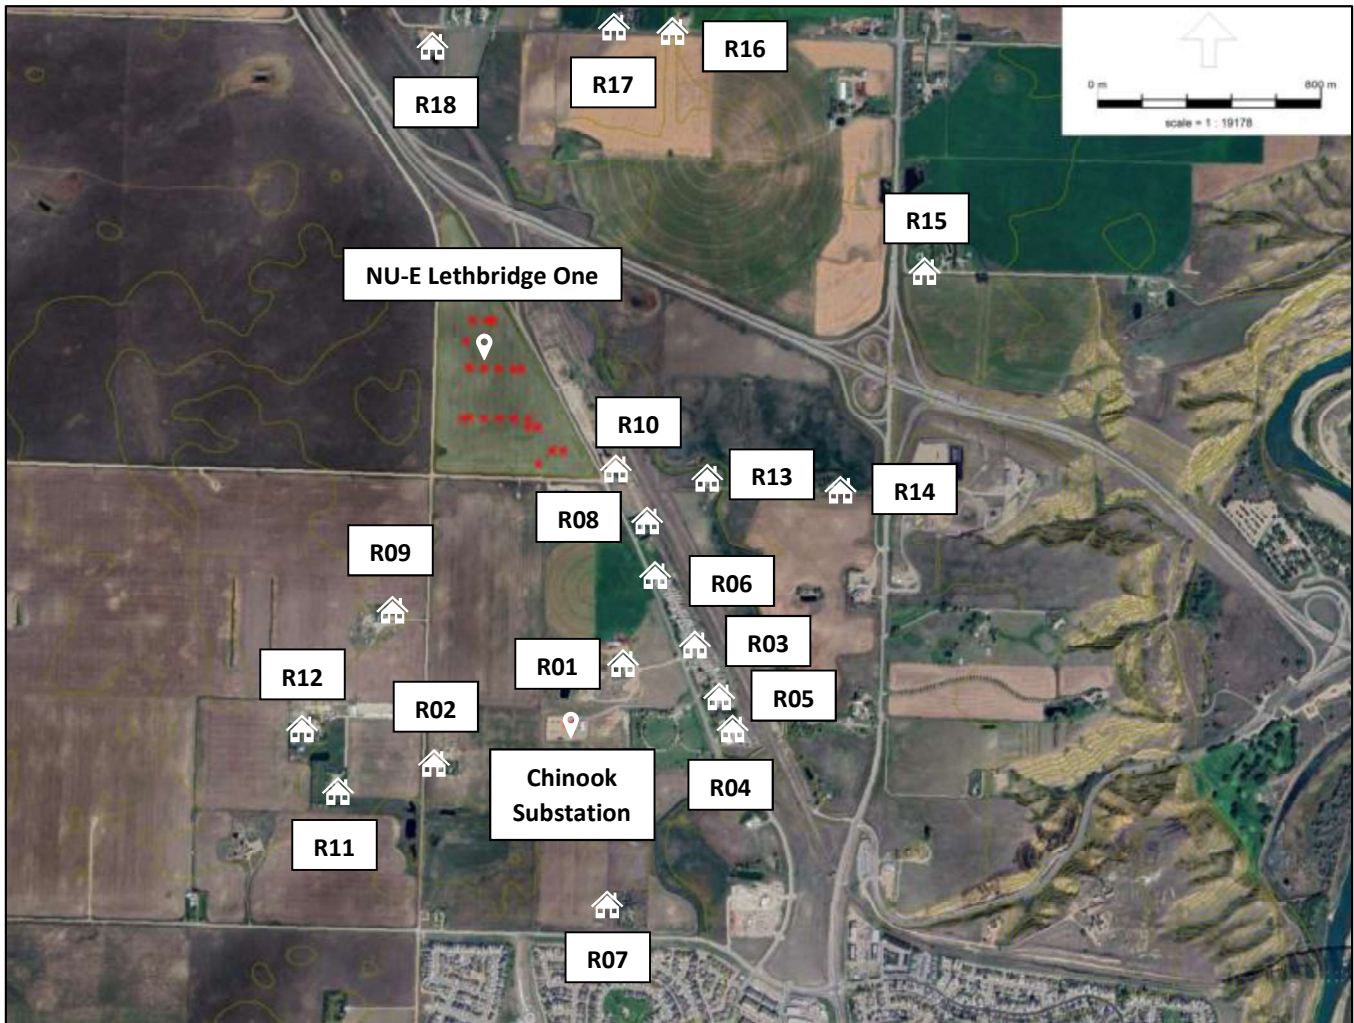 R16
R17
R18
0 m
600 m
scale = 1 : 19178
R15
NU-E Lethbridge One
R10
R13
R14
R08
R09
R06
R03
R01
R12
R02
R05
Chinook
Substation
R04
R11
R07